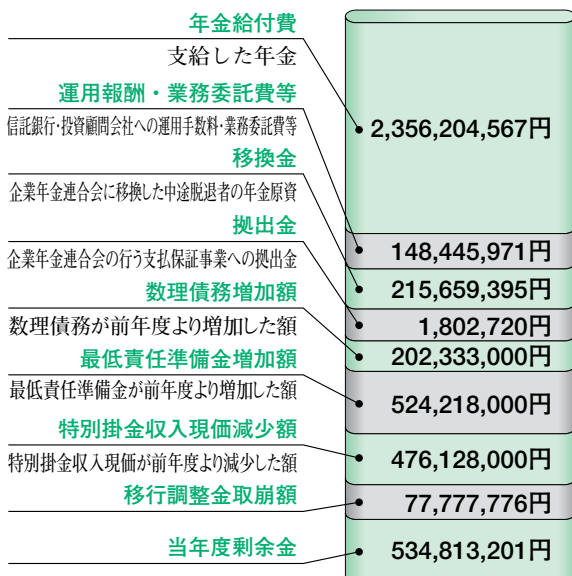 年金給付費
支給した年金
2,356,204,567円
運用報酬・業務委託費等
信託銀行・投資顧問会社への運用手数料・業務委託費等
148,445,971円
移換金
企業年金連合会に移換した中途脱退者の年金原資
215,659,395円
拠出金
企業年金連合会の行う支払保証事業への拠出金
1,802,720円
数理債務増加額
数理債務が前年度より増加した額
202,333,000円
最低責任準備金増加額
最低責任準備金が前年度より増加した額
524,218,000円
特別掛金収入現価減少額
特別掛金収入現価が前年度より減少した額
476,128,000円
移行調整金取崩額
77,777,776円
当年度剰余金
534,813,201円